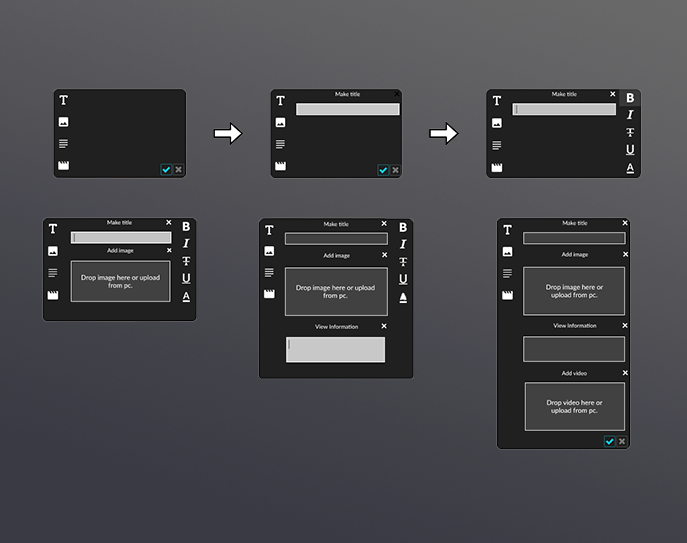 T
Make title
T
Make title
T
B
I
T
U
A
Make title
T
B
Add image
I
T
Drop image here or upload
from pc.
U
A
Make title
T
B
Add image
I
T
Drop image here or upload
from pc.
U
View Information
Make title
T
Add image
Drop image here or
upload from pc.
View Information
Add video
Drop video here or
upload from pc.